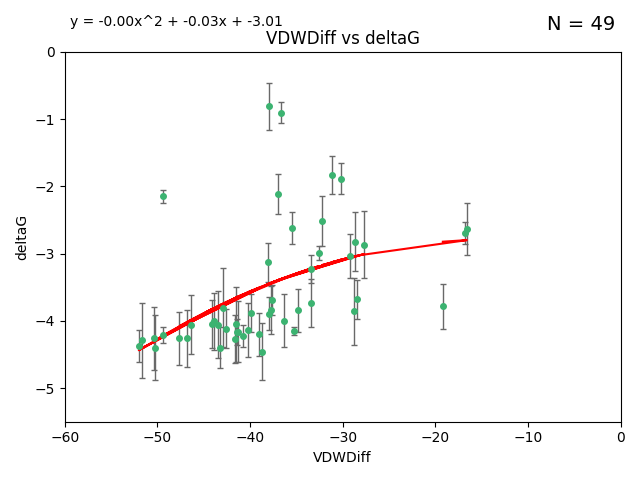 y = -0.00x^2 + -0.03x + -3.01
N = 49
VDWDiff vs deltaG
0
−1
−2
−3
−4
−5
deltaG
−60 −50 −40 −30 −20 −10 0
VDWDiff